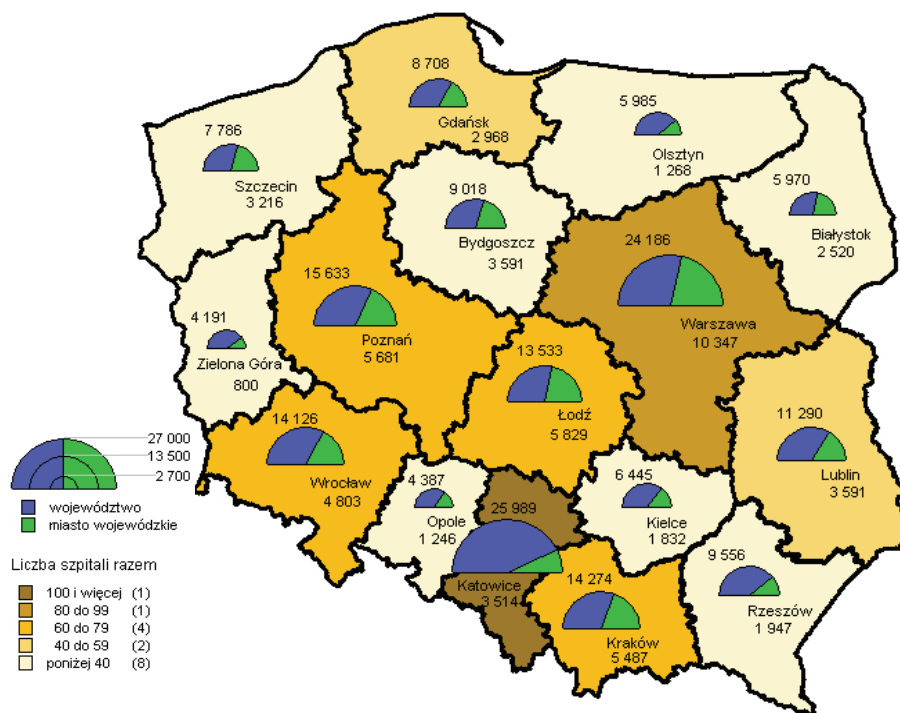 8 708
Gdańsk
2 968
5 985
Olsztyn
1 268
7 786
Szczecin
3 216
9 018
Bydgoszcz
3 591
5 970
Białystok
2 520
24 186
Warszawa
10 347
15 633
Poznań
5 681
4 191
Zielona Góra
800
13 533
Łodź
5 829
14 126
Wrocław
4 803
11 290
Lublin
3 591
4 387
Opole
1 246
25 989
Katowice
3 514
6 445
Kielce
1 832
14 274
Kraków
5 487
9 556
Rzeszów
1 947
27 000
13 500
2 700
województwo
miasto wojewódzkie
Liczba szpitali razem
100 i więcej (1)
80 do 99 (1)
60 do 79 (4)
40 do 59 (2)
poniżej 40 (8)